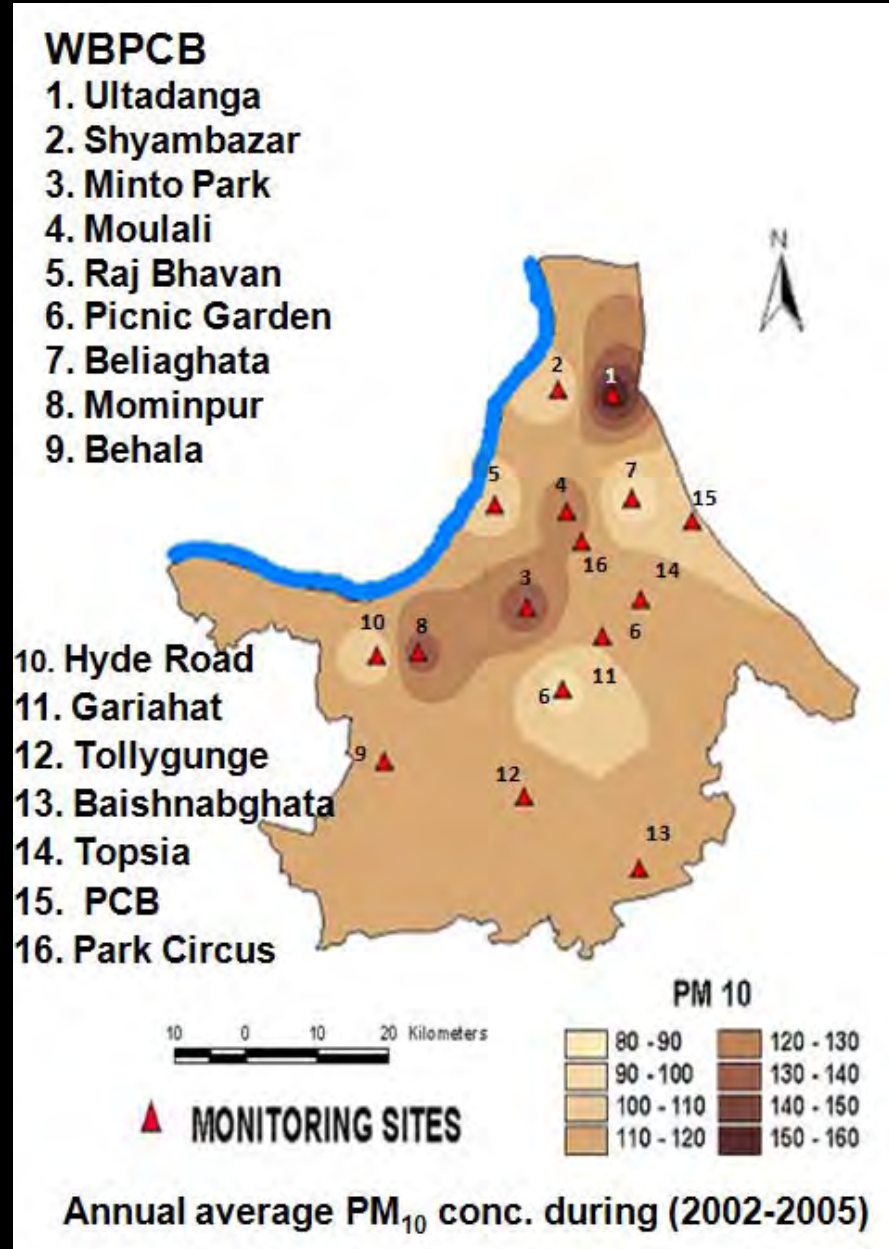 WBPCB
1. Ultadanga
2. Shyambazar
3. Minto Park
4. Moulali
5. Raj Bhavan
6. Picnic Garden
7. Beliaghata
8. Mominpur
9. Behala
N
2
1
5
4
7
15
16
14
3
6
10
8
11
6
9
12
13
10. Hyde Road
11. Gariahat
12. Tollygunge
13. Baishnabghata
14. Topsia
15. PCB
16. Park Circus
10 0 10 20 Kilometers
MONITORING SITES
PM 10
80 - 90
90 - 100
100 - 110
110 - 120
120 - 130
130 - 140
140 - 150
150 - 160
Annual average PM10 conc. during (2002-2005)